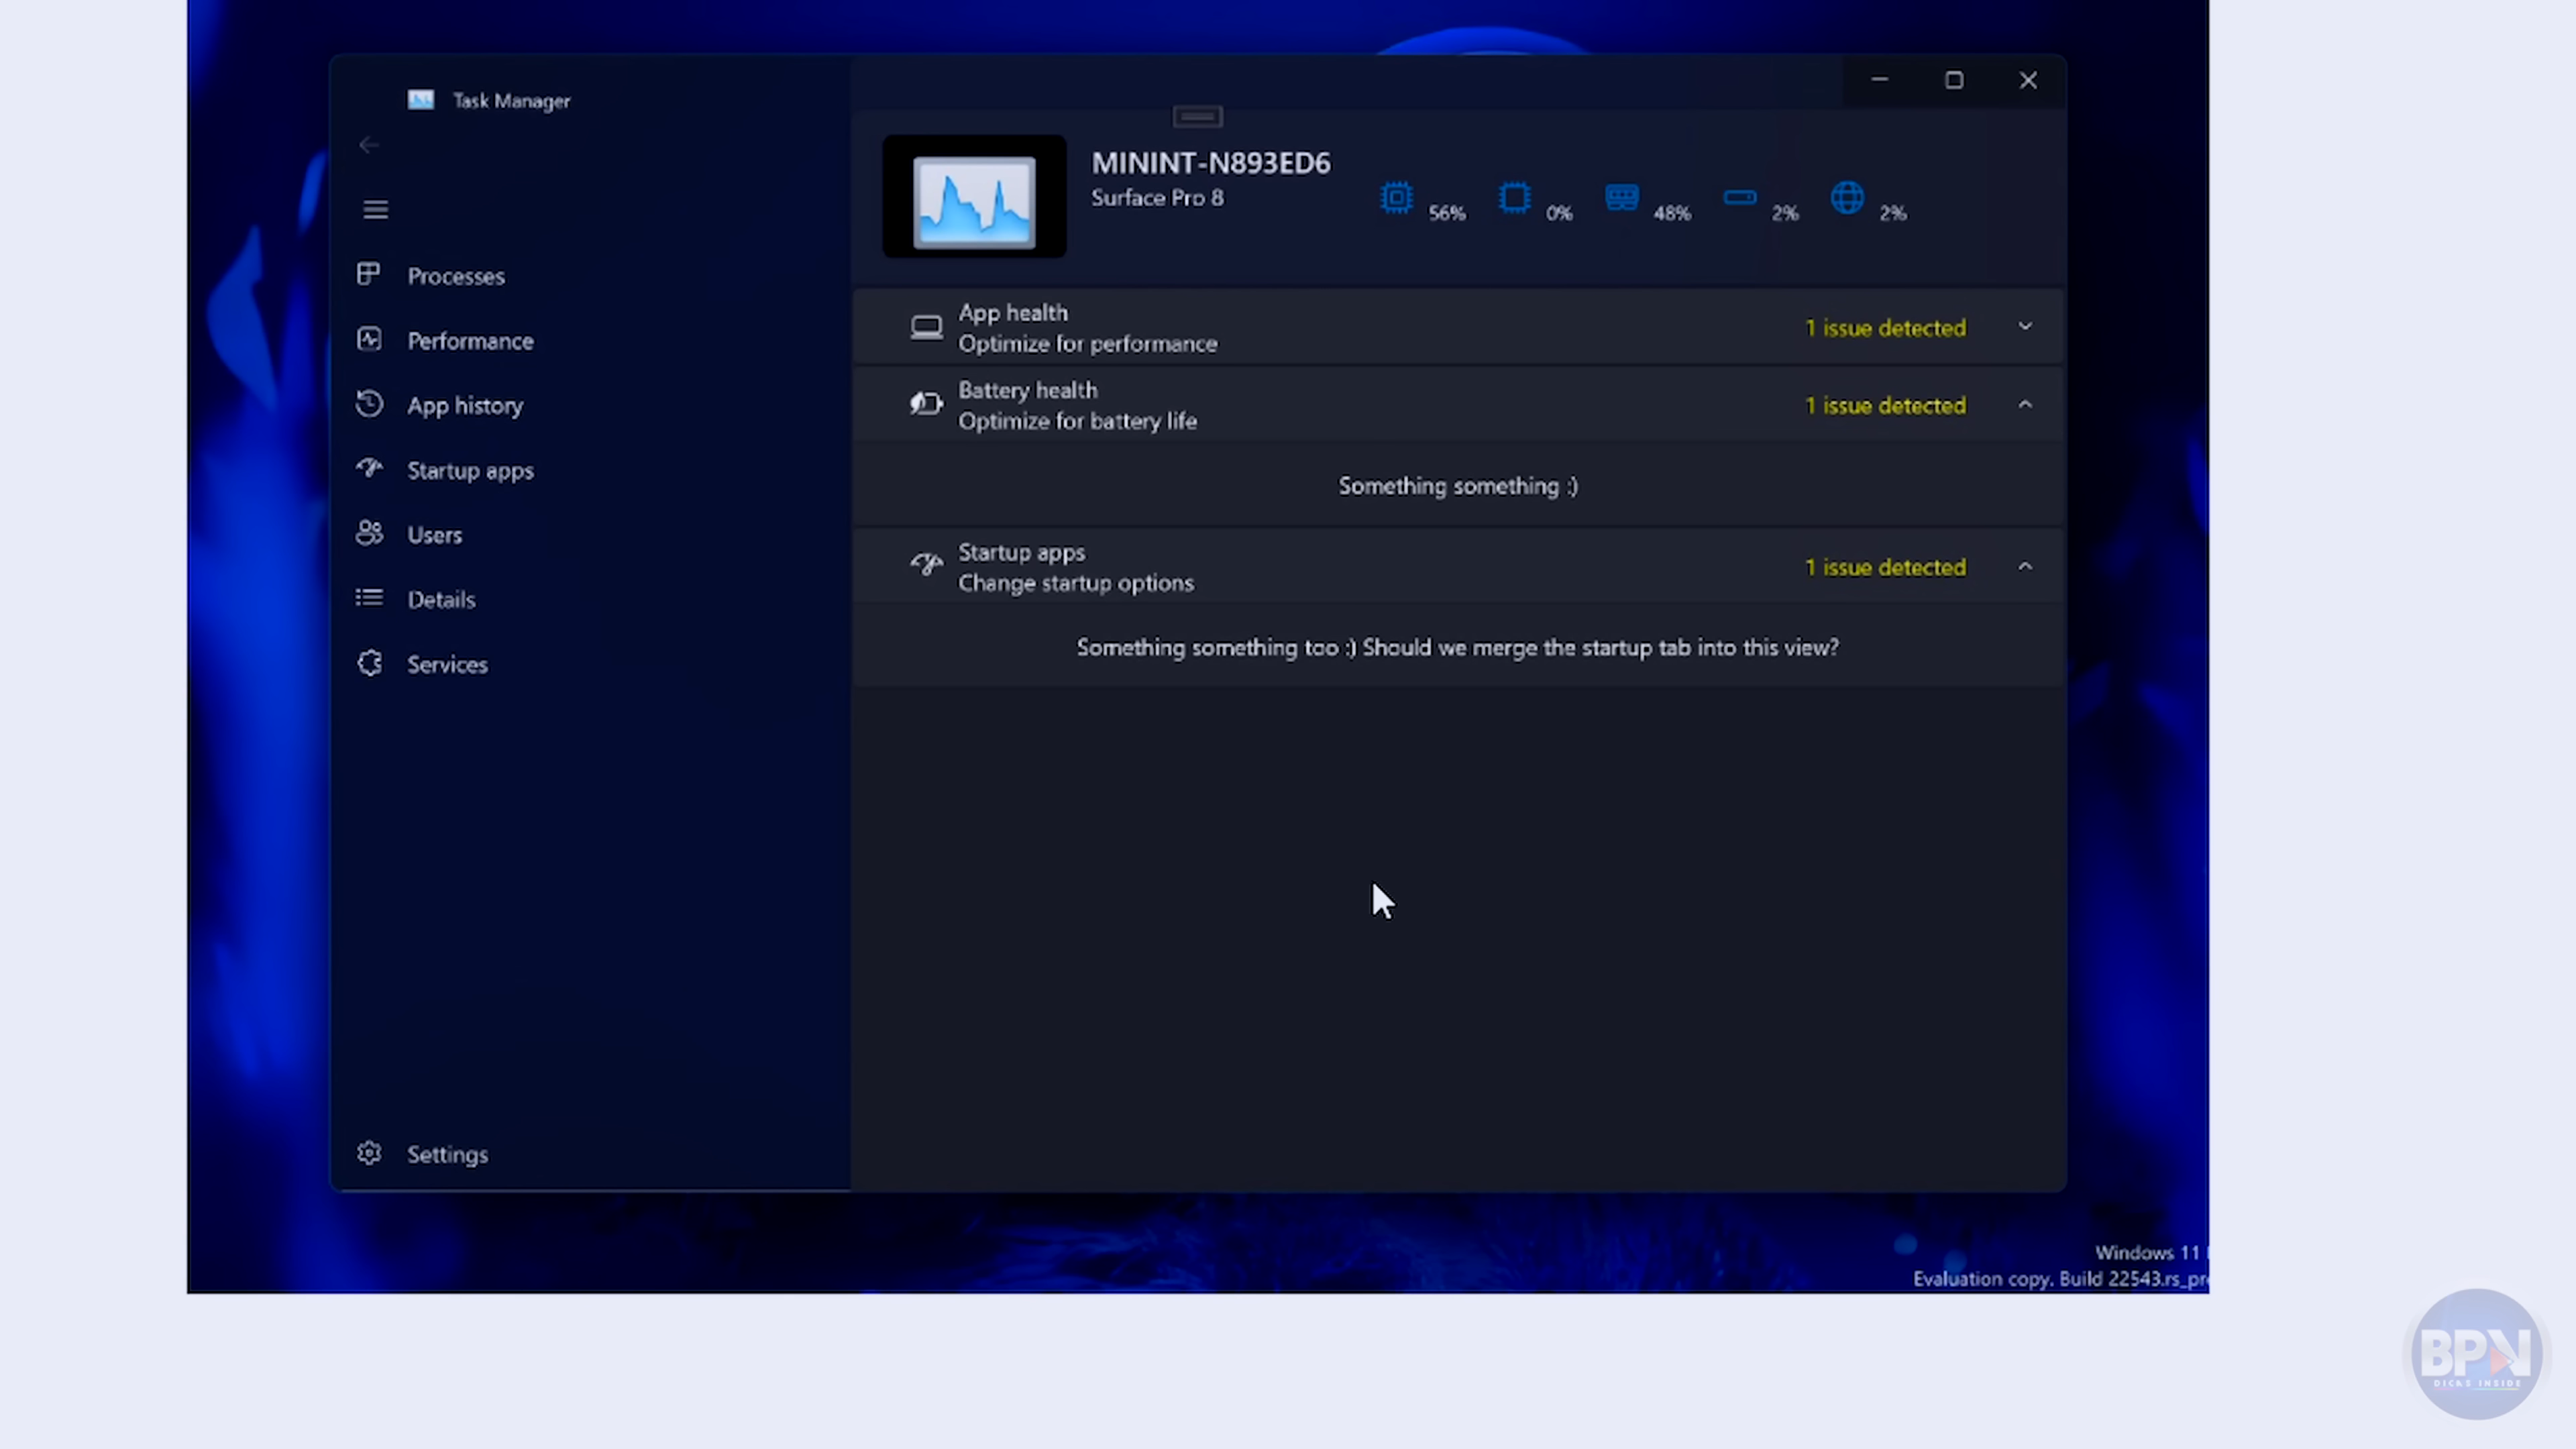 Task Manager
MININT-N893ED6
Surface Pro 8
56%
0%
48%
2%
2%
Processes
Performance
App history
Startup apps
Users
Details
Services
Settings
App health
Optimize for performance
1 issue detected
Battery health
Optimize for battery life
1 issue detected
Something something :)
Startup apps
Change startup options
1 issue detected
Something something too :) Should we merge the startup tab into this view?
Windows 11
Evaluation copy. Build 22543.rs_pr
BPN
DICKS INSIDE